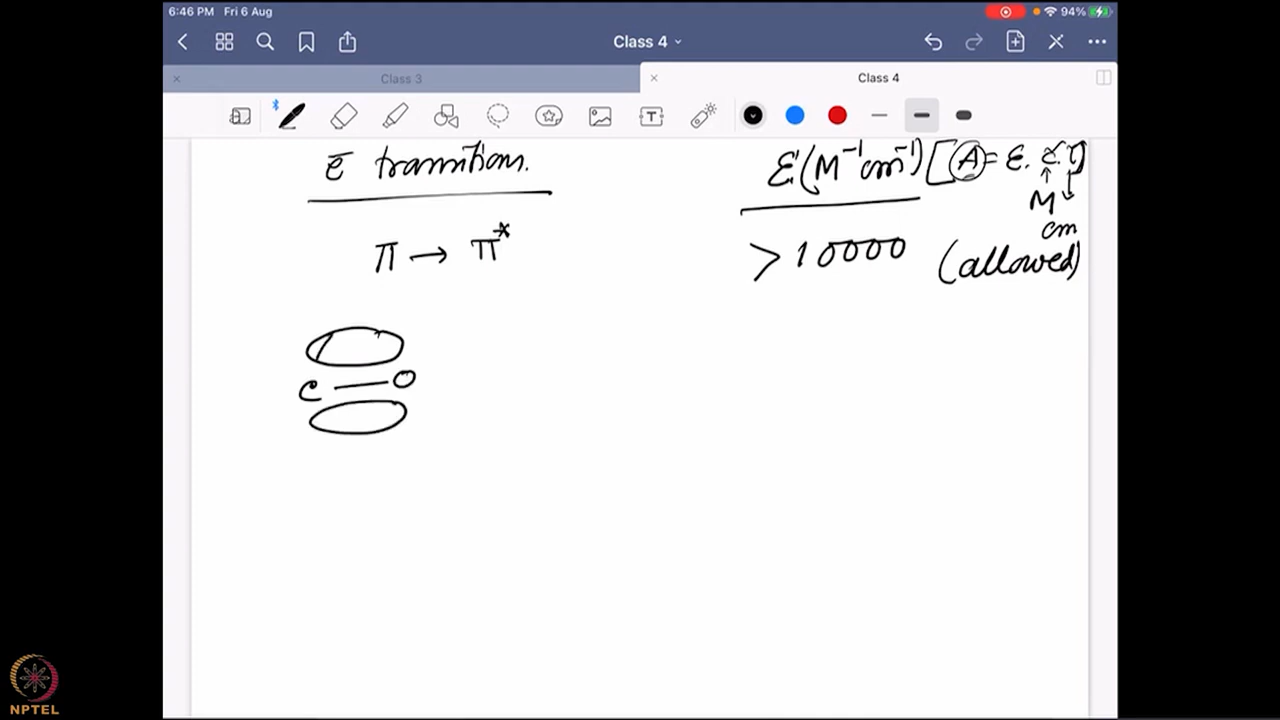 6:46 PM Fri 6 Aug
94%
Class 4
Class 3
Class 4
T
ē transitions.
ε(M⁻¹ cm⁻¹) [A = ε. c. l]
M
cm
π → π*
> 10000 (allowed)
C — O
NPTEL